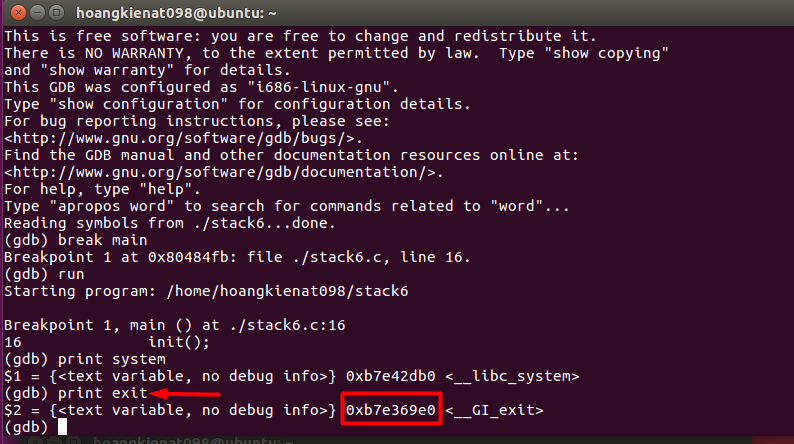 hoangkienat098@ubuntu: ~
This is free software: you are free to change and redistribute it.
There is NO WARRANTY, to the extent permitted by law.  Type "show copying"
and "show warranty" for details.
This GDB was configured as "i686-linux-gnu".
Type "show configuration" for configuration details.
For bug reporting instructions, please see:
<http://www.gnu.org/software/gdb/bugs/>.
Find the GDB manual and other documentation resources online at:
<http://www.gnu.org/software/gdb/documentation/>.
For help, type "help".
Type "apropos word" to search for commands related to "word"...
Reading symbols from ./stack6...done.
(gdb) break main
Breakpoint 1 at 0x80484fb: file ./stack6.c, line 16.
(gdb) run
Starting program: /home/hoangkienat098/stack6
Breakpoint 1, main () at ./stack6.c:16
16              init();
(gdb) print system
$1 = {<text variable, no debug info>} 0xb7e42db0 <__libc_system>
(gdb) print exit
$2 = {<text variable, no debug info>} 0xb7e369e0 <__GI_exit>
(gdb)